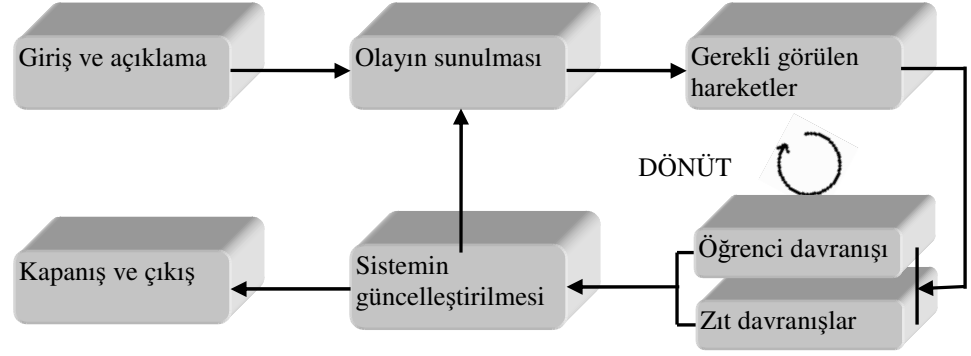 Giriş ve açıklama
Olayın sunulması
Gerekli görülen
hareketler
DÖNÜT
Öğrenci davranışı
Zıt davranışlar
Sistemin
güncelleştirilmesi
Kapanış ve çıkış